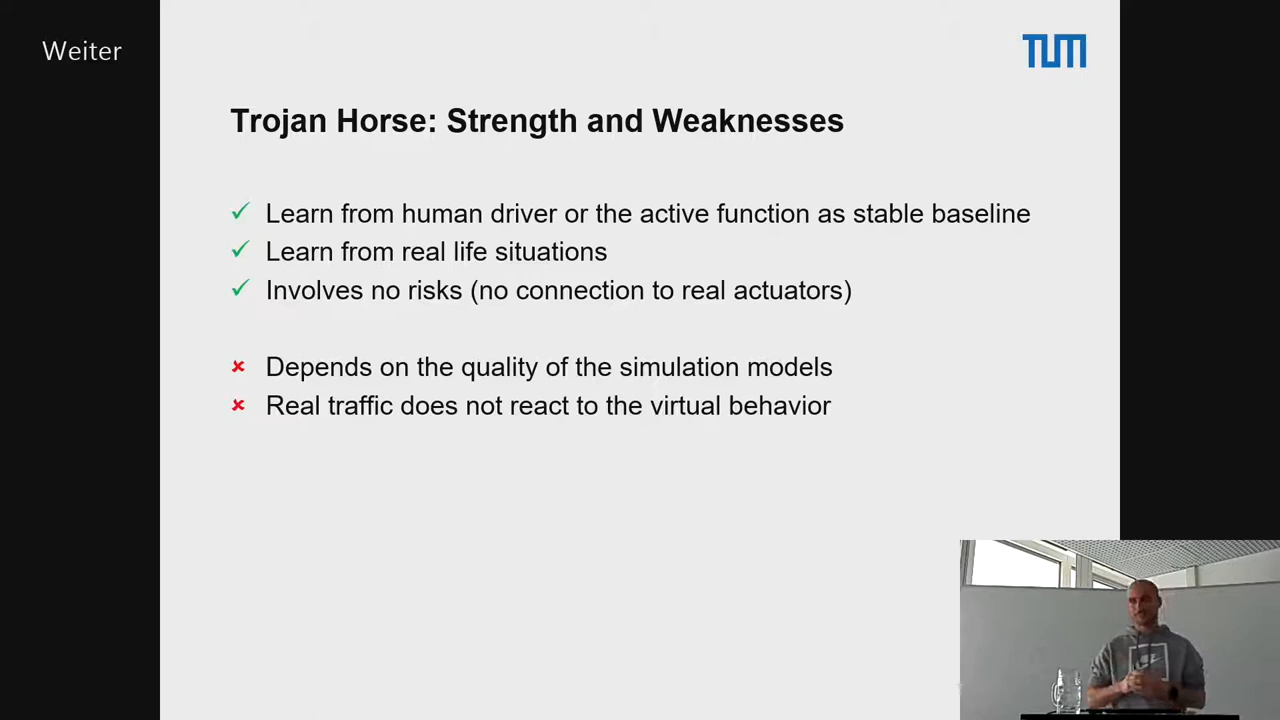 Weiter
TUM
Trojan Horse: Strength and Weaknesses
Learn from human driver or the active function as stable baseline
Learn from real life situations
Involves no risks (no connection to real actuators)
Depends on the quality of the simulation models
Real traffic does not react to the virtual behavior